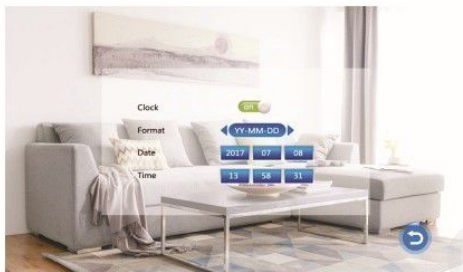 Clock on
Format YY-MM-DD
Date 2017 07 08
Time 13 58 31